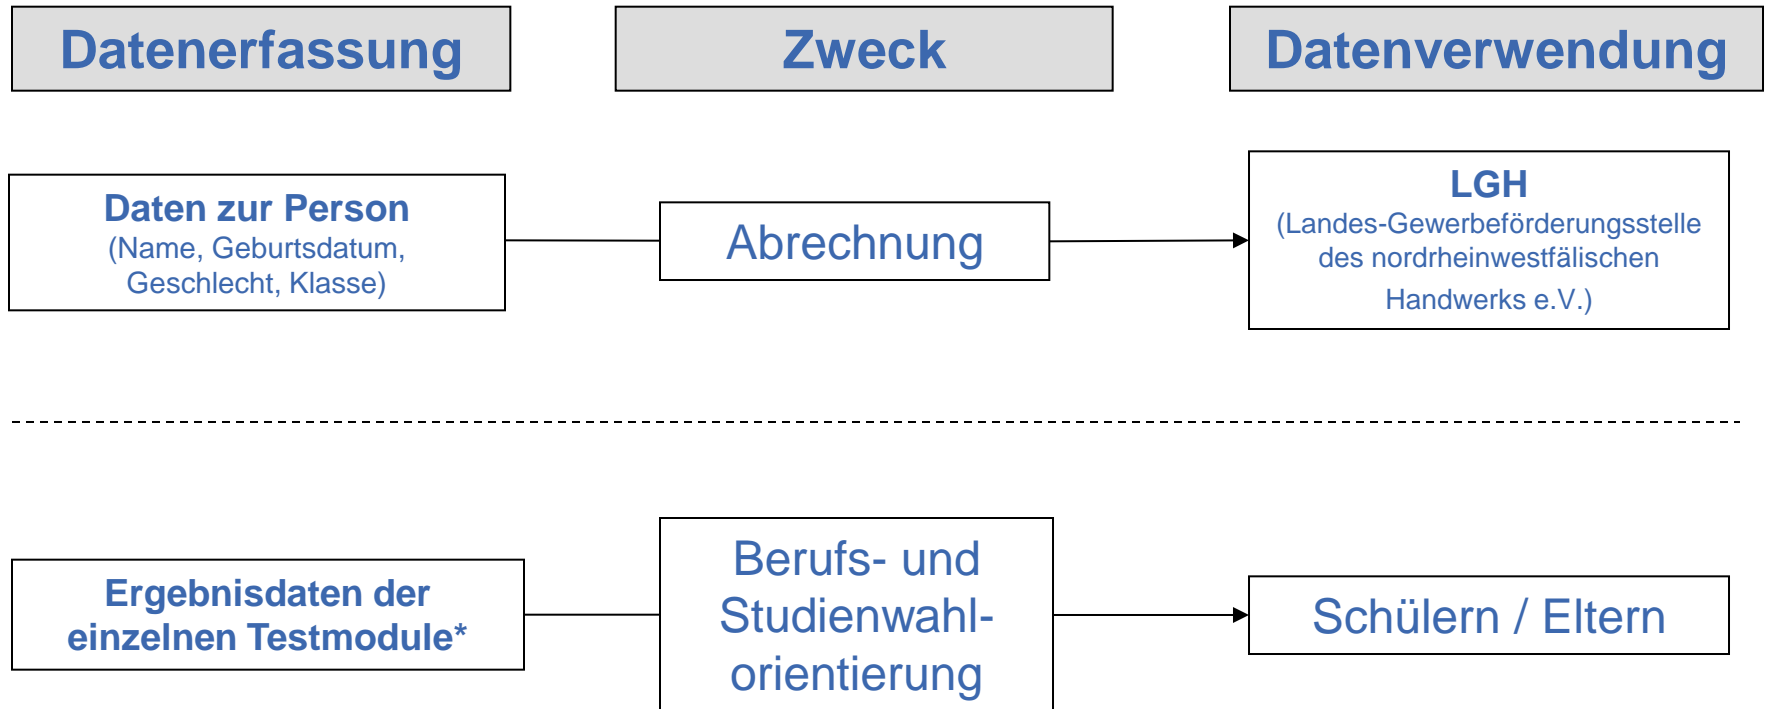 Datenerfassung
Zweck
Datenverwendung
Daten zur Person
(Name, Geburtsdatum,
Geschlecht, Klasse)
Abrechnung
LGH
(Landes-Gewerbeförderungsstelle
des nordrheinwestfälischen
Handwerks e.V.)
Ergebnisdaten der
einzelnen Testmodule*
Berufs- und
Studienwahl-
orientierung
Schülern / Eltern